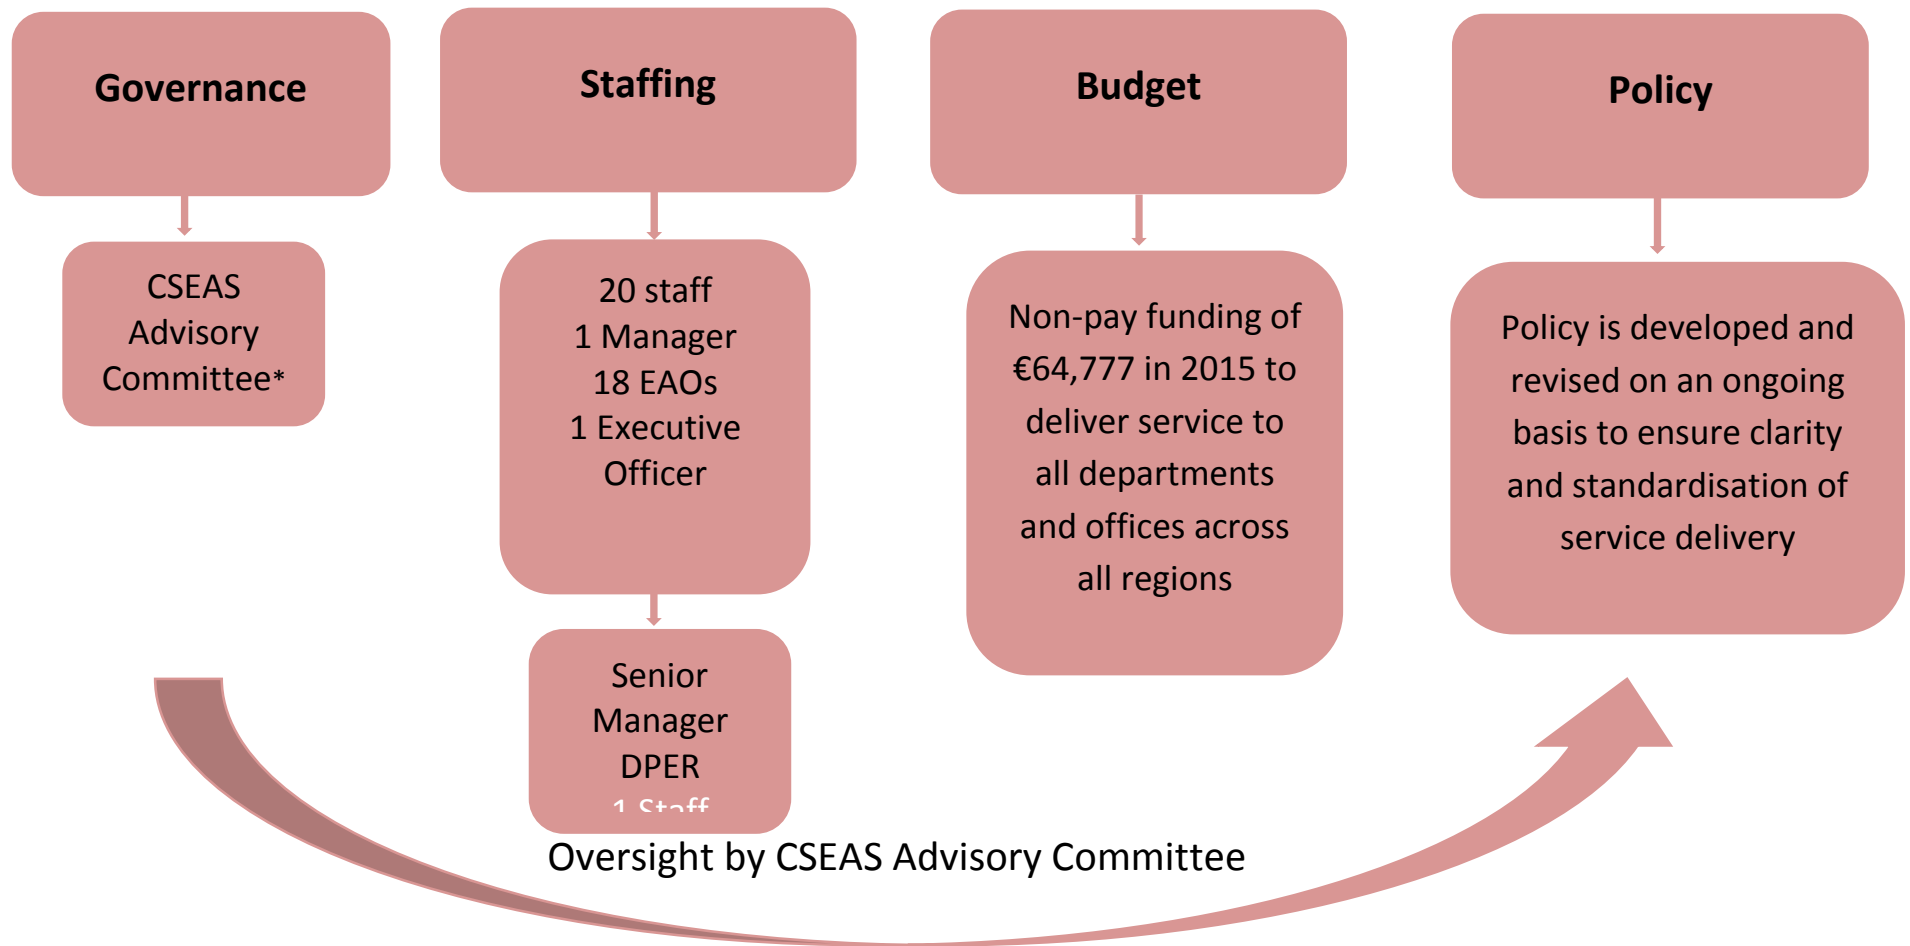 Governance
CSEAS
Advisory
Committee*
Staffing
20 staff
1 Manager
18 EAOs
1 Executive
Officer
Senior
Manager
DPER
1 Staff
Budget
Non-pay funding of
€64,777 in 2015 to
deliver service to
all departments
and offices across
all regions
Policy
Policy is developed and
revised on an ongoing
basis to ensure clarity
and standardisation of
service delivery
Oversight by CSEAS Advisory Committee